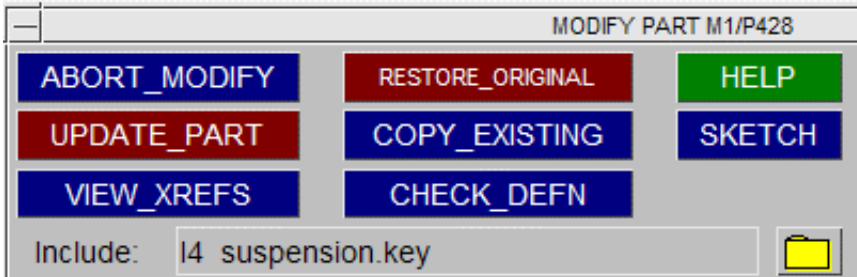 MODIFY PART M1/P428
ABORT_MODIFY RESTORE_ORIGINAL HELP
UPDATE_PART COPY_EXISTING SKETCH
VIEW_XREFS CHECK_DEFN
Include: I4 suspension.key